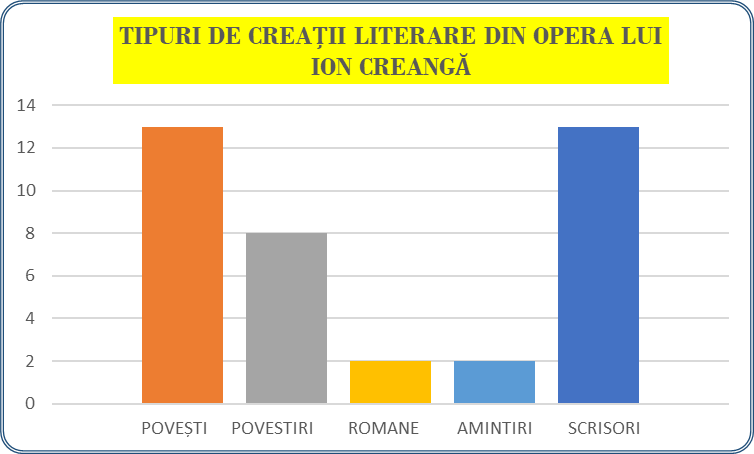 TIPURI DE CREAȚII LITERARE DIN OPERA LUI
ION CREANGĂ
14
12
10
8
6
4
2
0
POVEȘTI POVESTIRI ROMANE AMINTIRI SCRISORI